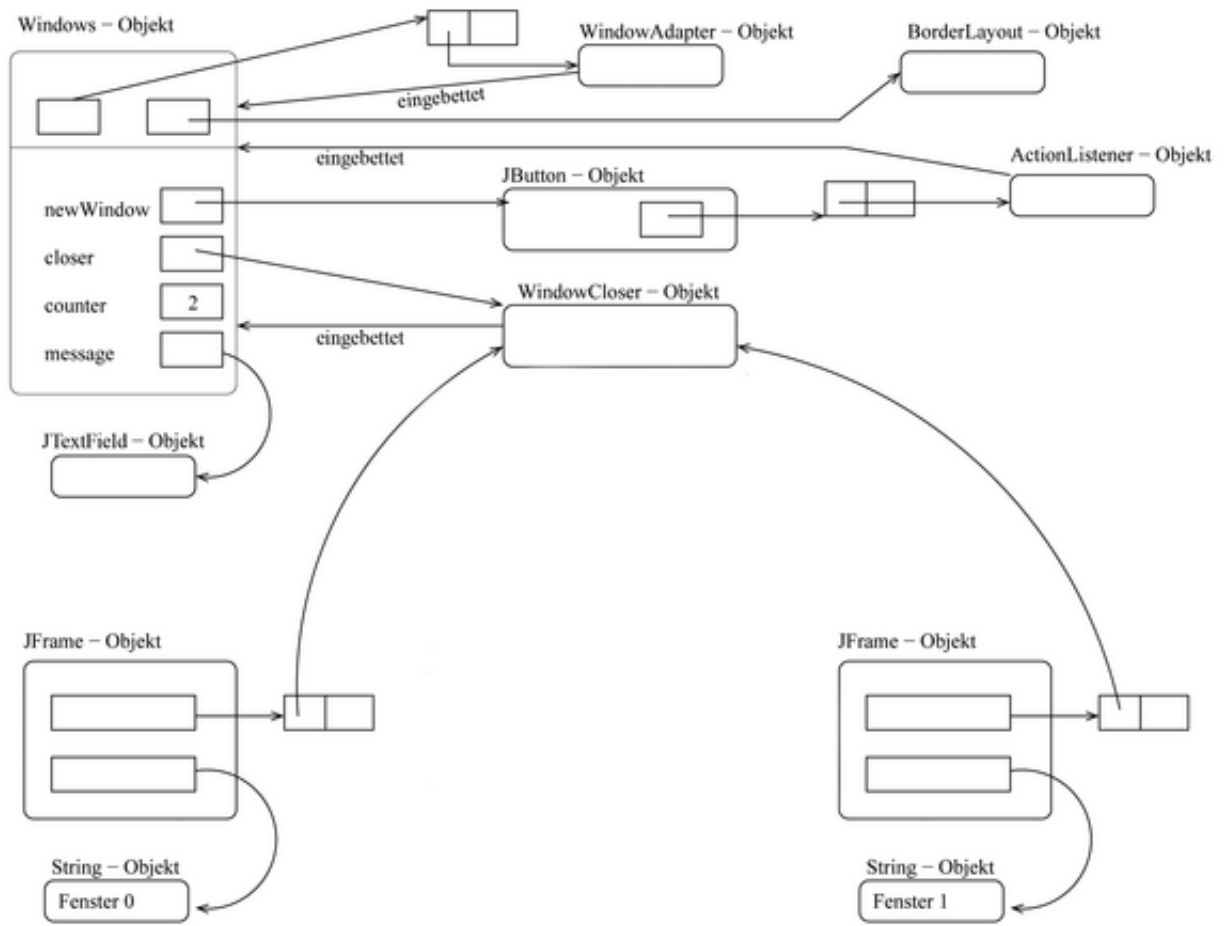 Windows − Objekt
WindowAdapter − Objekt
BorderLayout − Objekt
eingebettet
eingebettet
ActionListener − Objekt
JButton − Objekt
newWindow
closer
WindowCloser − Objekt
counter
2
eingebettet
message
JTextField − Objekt
JFrame − Objekt
JFrame − Objekt
String − Objekt
Fenster 0
String − Objekt
Fenster 1